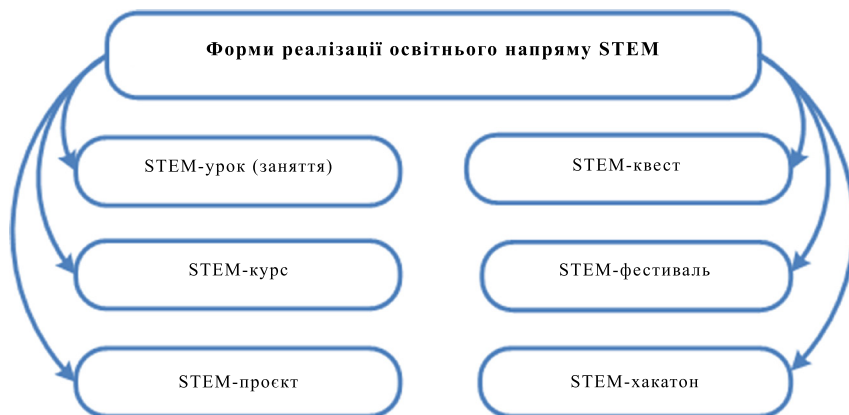 Форми реалізації освітнього напряму STEM
STEM-урок (заняття)
STEM-квест
STEM-курс
STEM-фестиваль
STEM-проєкт
STEM-хакатон